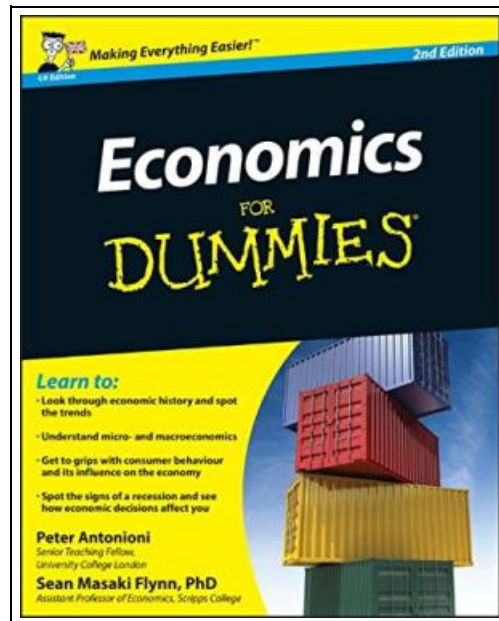 Making Everything Easier!™
UK Edition
2nd Edition
Economics
FOR
DUMMIES®
Learn to:
• Look through economic history and spot
the trends
• Understand micro- and macroeconomics
• Get to grips with consumer behaviour
and its influence on the economy
• Spot the signs of a recession and see
how economic decisions affect you
Peter Antonioni
Senior Teaching Fellow,
University College London
Sean Masaki Flynn, PhD
Assistant Professor of Economics, Scripps College